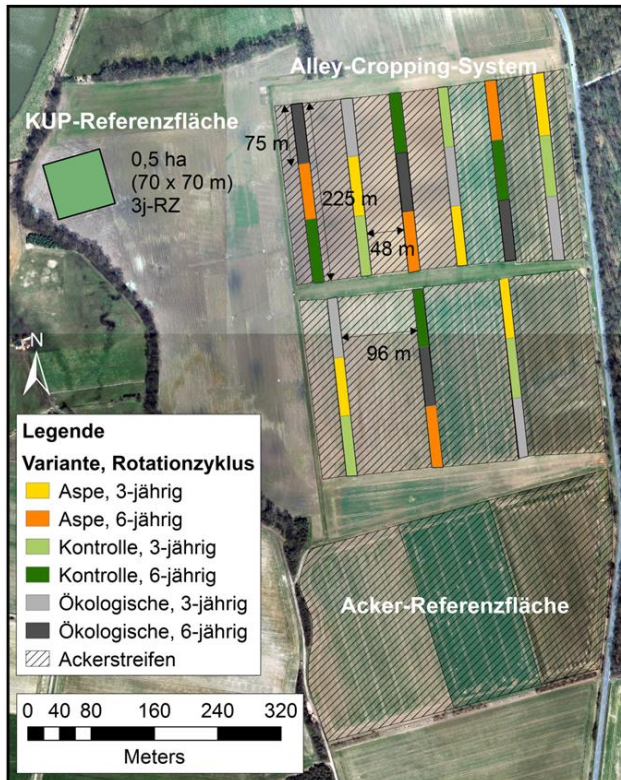 Alley-Cropping-System
KUP-Referenzfläche
0,5 ha
(70 x 70 m)
3j-RZ
75 m
225 m
48 m
96 m
N
Legende
Variante, Rotationzyklus
Aspe, 3-jährig
Aspe, 6-jährig
Kontrolle, 3-jährig
Kontrolle, 6-jährig
Ökologische, 3-jährig
Ökologische, 6-jährig
Ackerstreifen
Acker-Referenzfläche
0 40 80 160 240 320
Meters